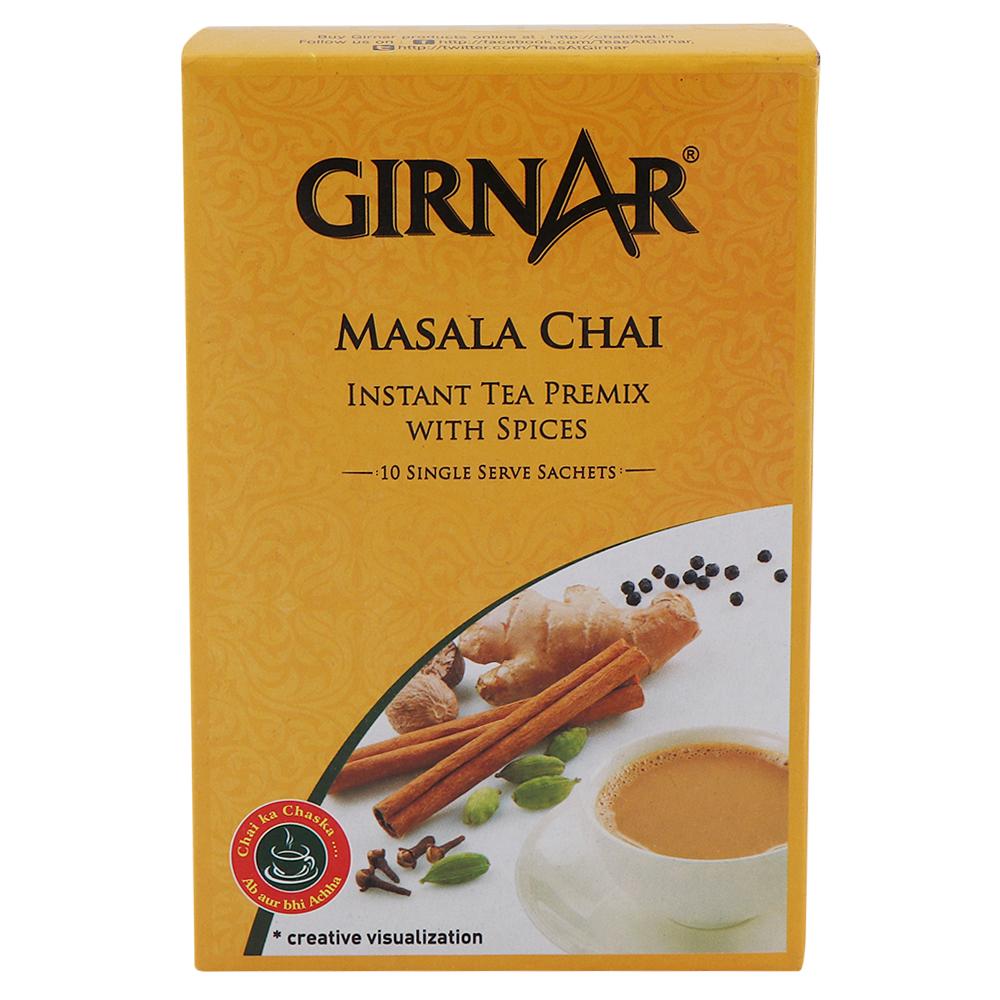 Buy Girnar products online at : http://chaichai.in
Follow us on : f http://facebook.com/TeasAtGirnar,
http://twitter.com/TeasAtGirnar
GIRNAR®
MASALA CHAI
INSTANT TEA PREMIX
WITH SPICES
:10 SINGLE SERVE SACHETS:
Chai ka Chaska ....
Ab aur bhi Achha
* creative visualization